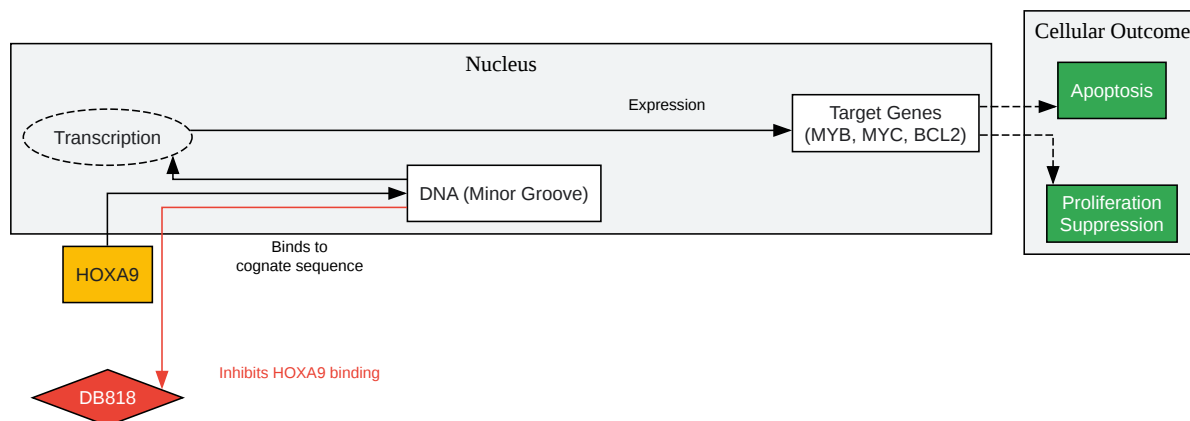 Cellular Outcome
Nucleus
Apoptosis
Expression
Target Genes
(MYB, MYC, BCL2)
Transcription
DNA (Minor Groove)
Proliferation
Suppression
Binds to
cognate sequence
HOXA9
Inhibits HOXA9 binding
DB818